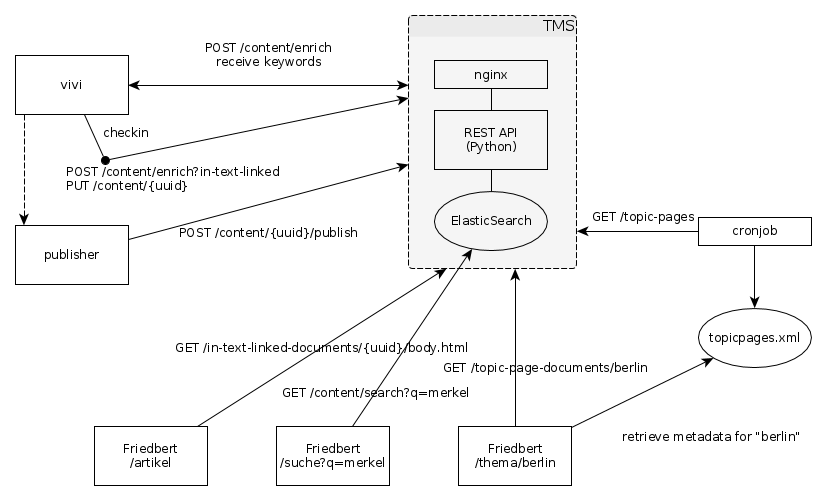 TMS
POST /content/enrich
receive keywords
vivi
nginx
checkin
REST API
(Python)
POST /content/enrich?in-text-linked
PUT /content/{uuid}
ElasticSearch
GET /topic-pages
POST /content/{uuid}/publish
cronjob
publisher
topicpages.xml
GET /in-text-linked-documents/{uuid}/body.html
GET /topic-page-documents/berlin
GET /content/search?q=merkel
retrieve metadata for "berlin"
Friedbert
/artikel
Friedbert
/suche?q=merkel
Friedbert
/thema/berlin